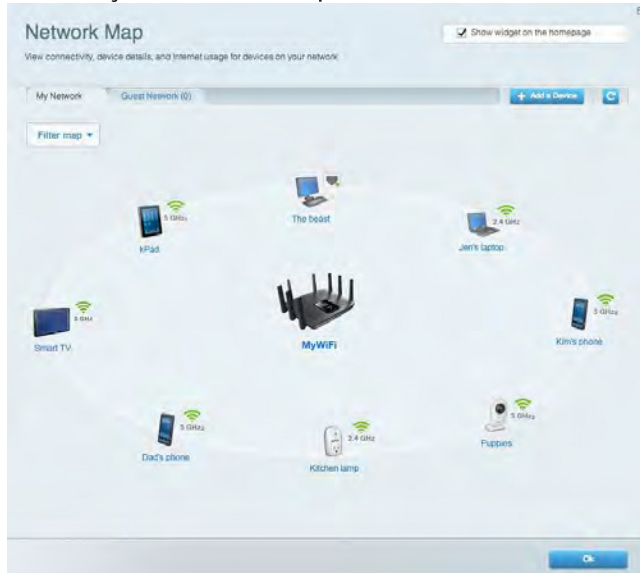 Network Map
Show widget on the homepage
View connectivity, device details, and Internet usage for devices on your network
My Network
Guest Network (0)
+ Add a Device
Filter map
The beast
5 GHz
kPad
2.4 GHz
Jen's laptop
5 GHz
Smart TV
MyWiFi
5 GHz
Kim's phone
5 GHz
Dad's phone
2.4 GHz
Kitchen lamp
5 GHz
Puppies
Ok